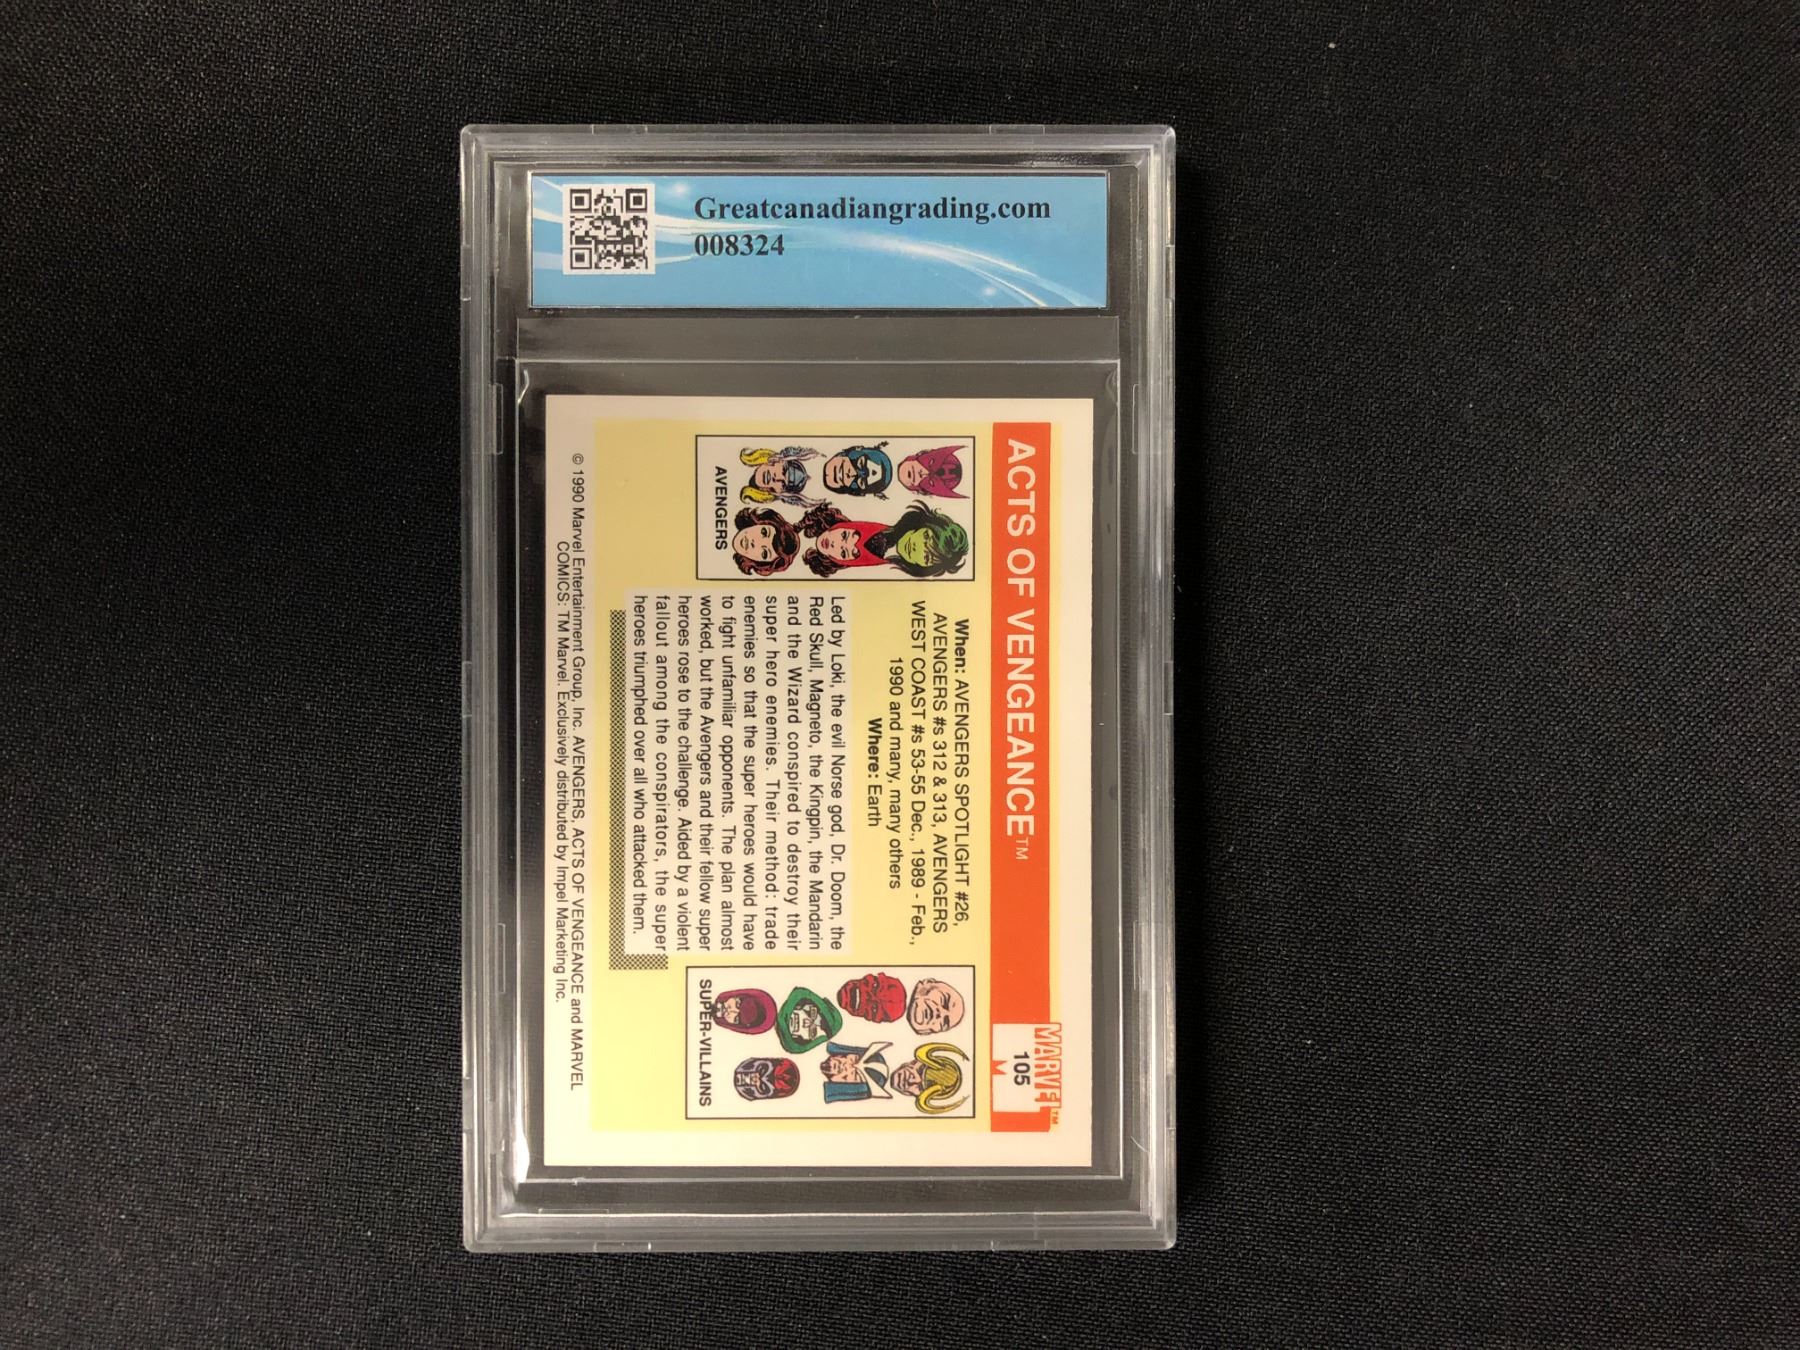 Greatcanadiangrading.com
008324
ACTS OF VENGEANCE™
MARVEL™
105
When: AVENGERS SPOTLIGHT #26,
AVENGERS #s 312 & 313, AVENGERS
WEST COAST #s 53-55 Dec., 1989 - Feb.,
1990 and many, many others
Where: Earth
AVENGERS
Led by Loki, the evil Norse god, Dr. Doom, the
Red Skull, Magneto, the Kingpin, the Mandarin
and the Wizard conspired to destroy their
super hero enemies. Their method: trade
enemies so that the super heroes would have
to fight unfamiliar opponents. The plan almost
worked, but the Avengers and their fellow super
heroes rose to the challenge. Aided by a violent
fallout among the conspirators, the super
heroes triumphed over all who attacked them.
SUPER-VILLAINS
© 1990 Marvel Entertainment Group, Inc. AVENGERS, ACTS OF VENGEANCE and MARVEL
COMICS: TM Marvel. Exclusively distributed by Impel Marketing Inc.